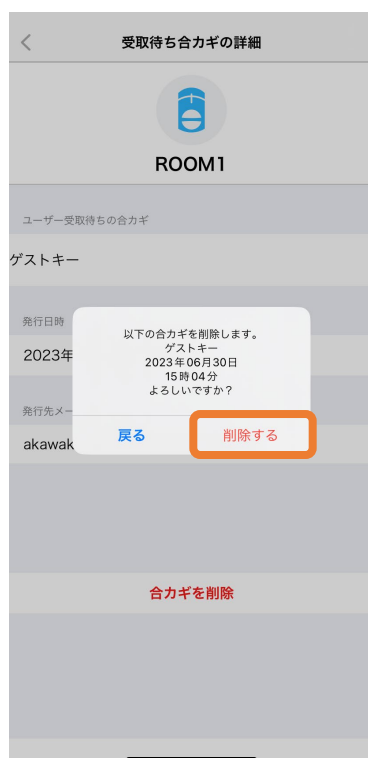 受取待ち合カギの詳細
ROOM1
ユーザー受取待ちの合カギ
ゲストキー
発行日時
2023年
以下の合カギを削除します。
ゲストキー
2023年06月30日
15時04分
よろしいですか？
戻る
削除する
発行先メー
akawak
合カギを削除